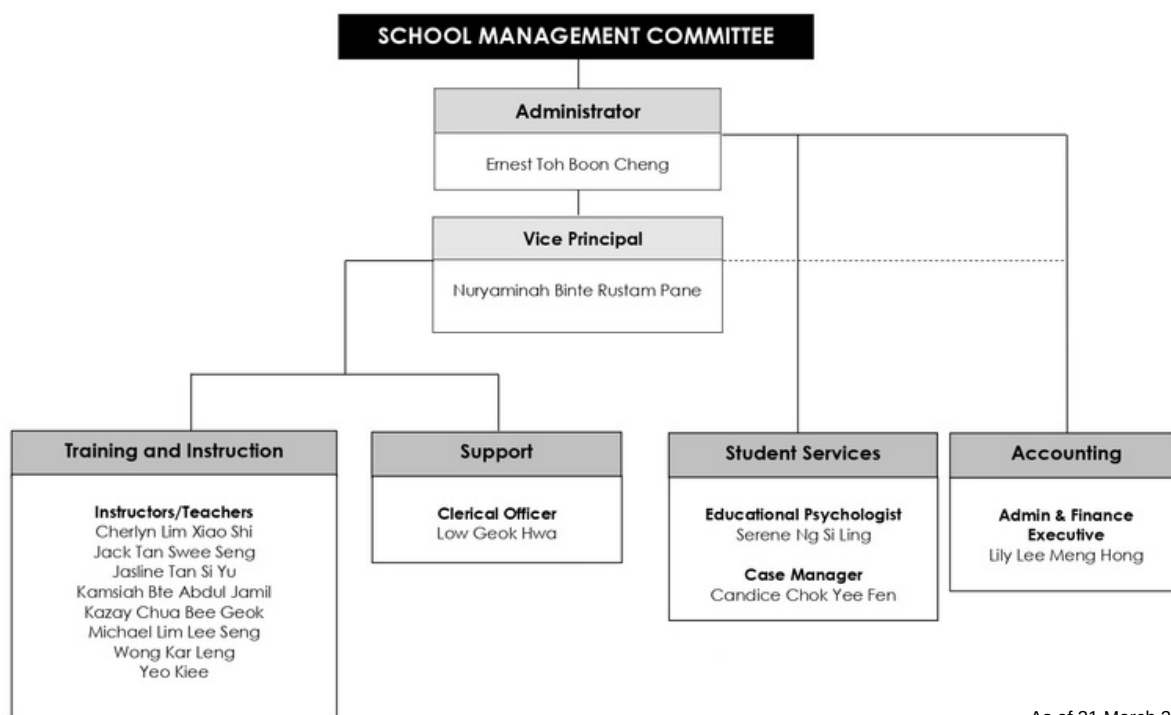 SCHOOL MANAGEMENT COMMITTEE
Administrator
Ernest Toh Boon Cheng
Vice Principal
Nuryaminah Binte Rustam Pane
Training and Instruction
Instructors/Teachers
Cherlyn Lim Xiao Shi
Jack Tan Swee Seng
Jasline Tan Si Yu
Kamsiah Bte Abdul Jamil
Kazay Chua Bee Geok
Michael Lim Lee Seng
Wong Kar Leng
Yeo Kiee
Support
Clerical Officer
Low Geok Hwa
Student Services
Educational Psychologist
Serene Ng Si Ling
Case Manager
Candice Chok Yee Fen
Accounting
Admin & Finance
Executive
Lily Lee Meng Hong
As of 31 March